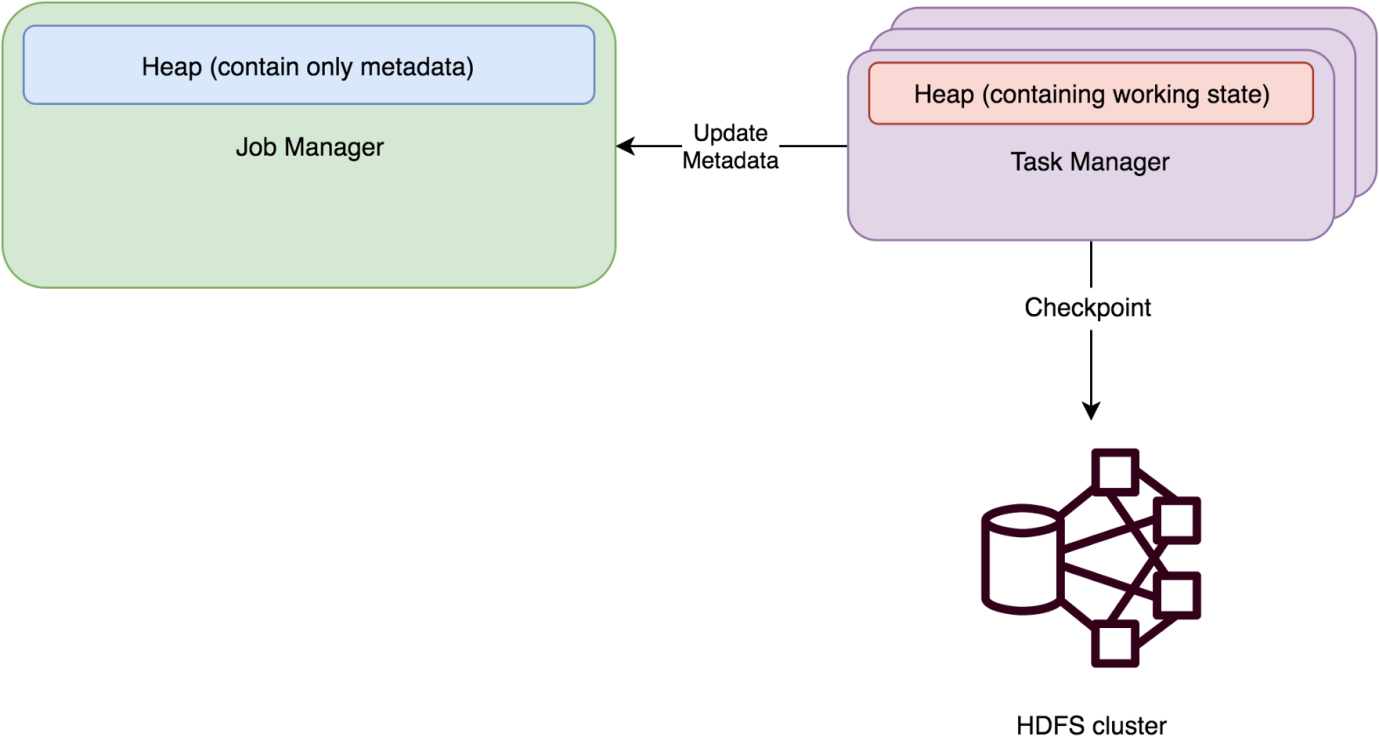 Heap (contain only metadata)
Job Manager
Update
Metadata
Heap (containing working state)
Task Manager
Checkpoint
HDFS cluster